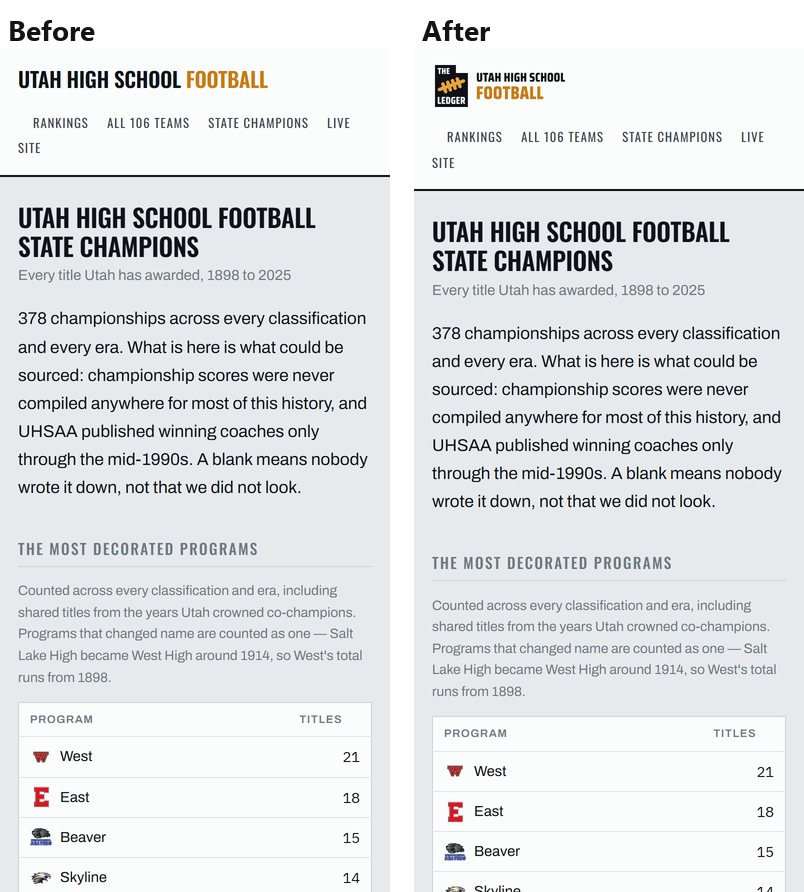 Before
UTAH HIGH SCHOOL FOOTBALL
RANKINGS ALL 106 TEAMS STATE CHAMPIONS LIVE
SITE
UTAH HIGH SCHOOL FOOTBALL
STATE CHAMPIONS
Every title Utah has awarded, 1898 to 2025
378 championships across every classification
and every era. What is here is what could be
sourced: championship scores were never
compiled anywhere for most of this history, and
UHSAA published winning coaches only
through the mid-1990s. A blank means nobody
wrote it down, not that we did not look.
THE MOST DECORATED PROGRAMS
Counted across every classification and era, including
shared titles from the years Utah crowned co-champions.
Programs that changed name are counted as one — Salt
Lake High became West High around 1914, so West's total
runs from 1898.
PROGRAM TITLES
W West 21
E East 18
Beaver 15
Skyline 14
After
THE
LEDGER
UTAH HIGH SCHOOL
FOOTBALL
RANKINGS ALL 106 TEAMS STATE CHAMPIONS LIVE
SITE
UTAH HIGH SCHOOL FOOTBALL
STATE CHAMPIONS
Every title Utah has awarded, 1898 to 2025
378 championships across every classification
and every era. What is here is what could be
sourced: championship scores were never
compiled anywhere for most of this history, and
UHSAA published winning coaches only
through the mid-1990s. A blank means nobody
wrote it down, not that we did not look.
THE MOST DECORATED PROGRAMS
Counted across every classification and era, including
shared titles from the years Utah crowned co-champions.
Programs that changed name are counted as one — Salt
Lake High became West High around 1914, so West's total
runs from 1898.
PROGRAM TITLES
W West 21
E East 18
Beaver 15
Skyline 14